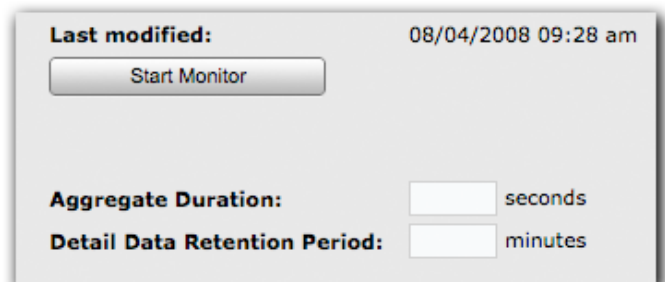 Last modified: 08/04/2008 09:28 am
Start Monitor
Aggregate Duration: seconds
Detail Data Retention Period: minutes